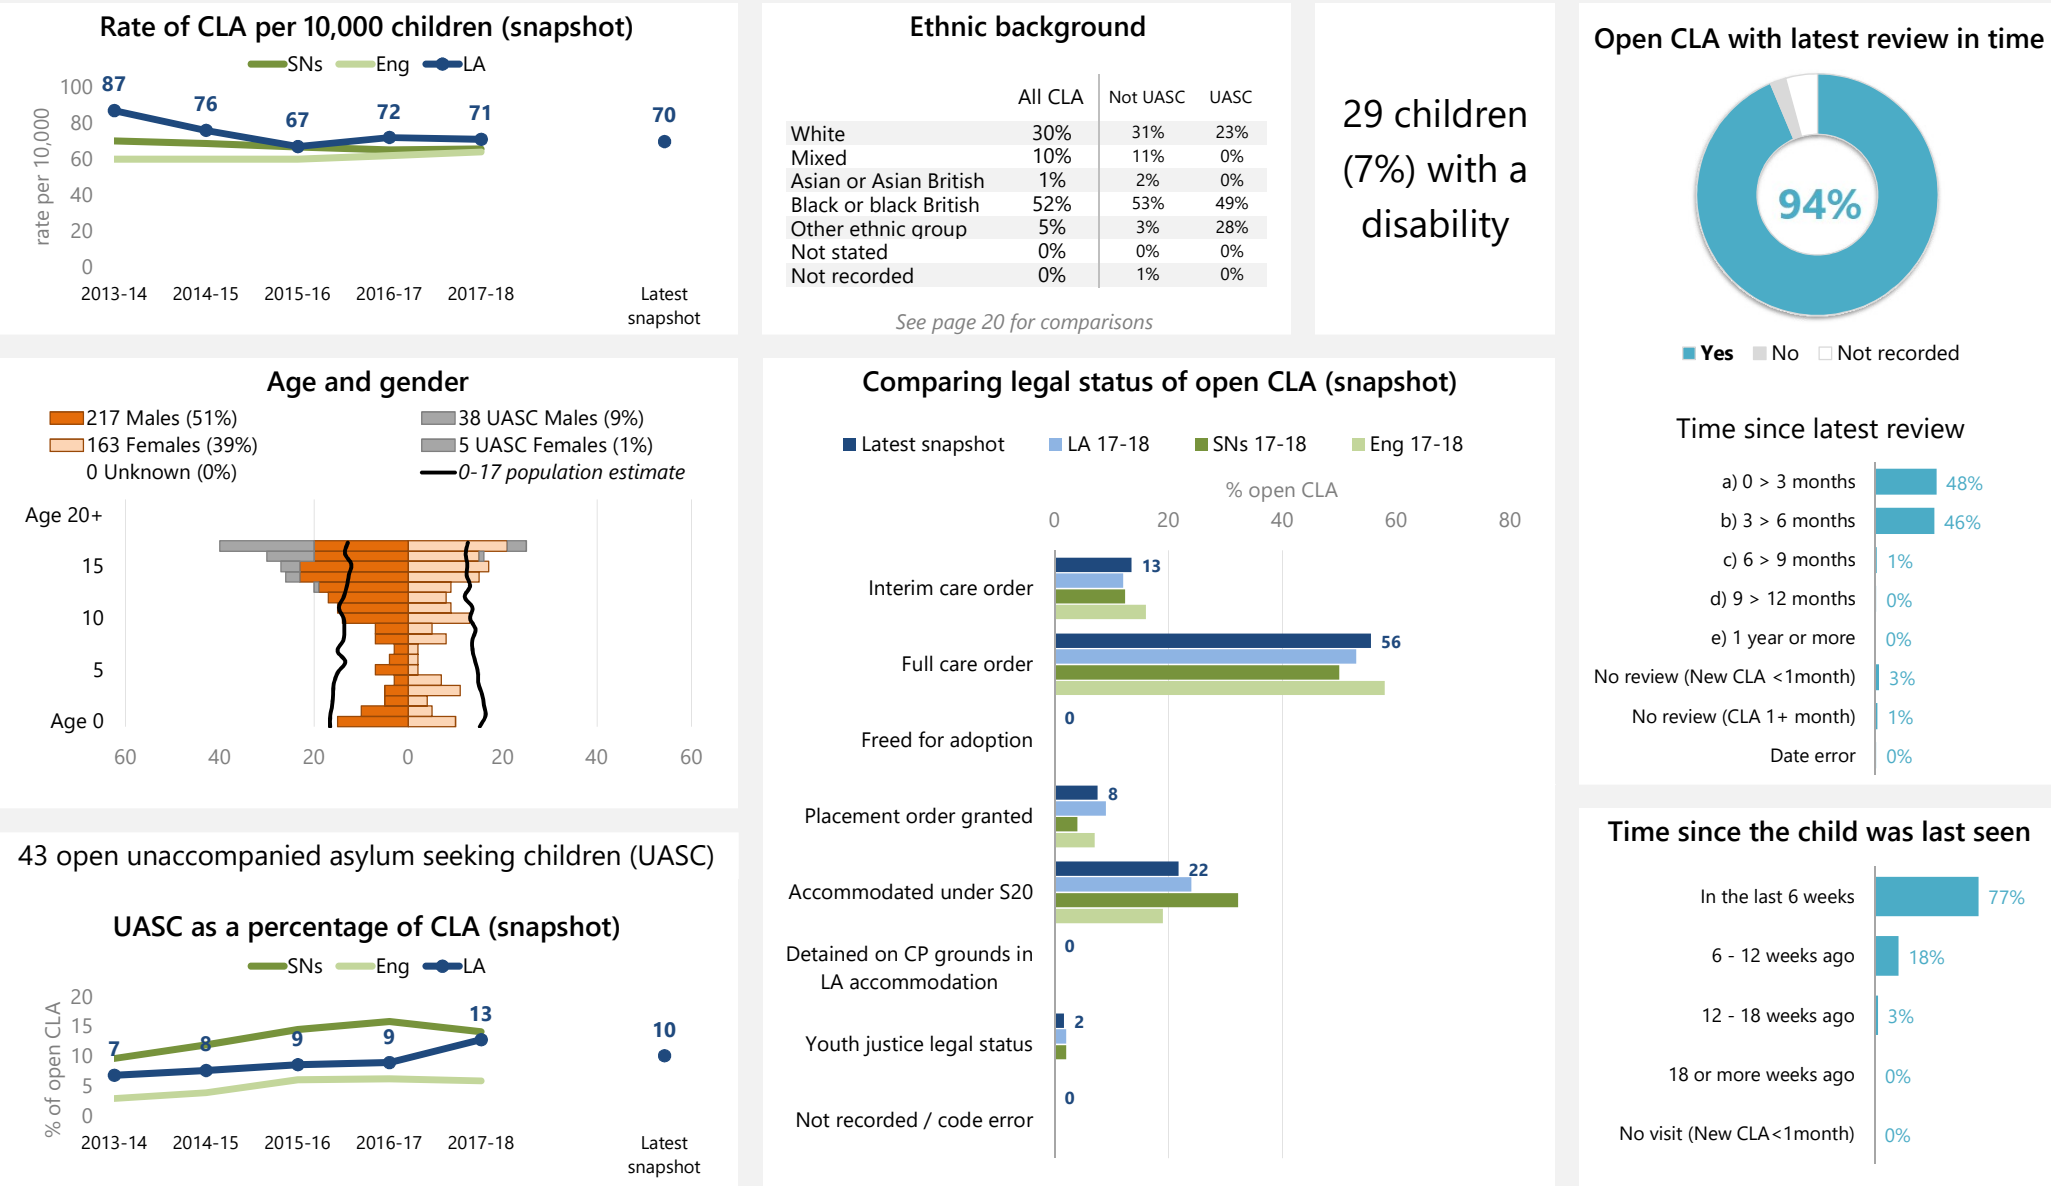 Rate of CLA per 10,000 children (snapshot)
SNs Eng LA
rate per 10,000
100
80
60
40
20
0
87 76 67 72 71 70
2013-14 2014-15 2015-16 2016-17 2017-18 Latest
snapshot
Ethnic background
All CLA Not UASC UASC
White 30% 31% 23%
Mixed 10% 11% 0%
Asian or Asian British 1% 2% 0%
Black or black British 52% 53% 49%
Other ethnic group 5% 3% 28%
Not stated 0% 0% 0%
Not recorded 0% 1% 0%
See page 20 for comparisons
29 children
(7%) with a
disability
Open CLA with latest review in time
94%
Yes No Not recorded
Time since latest review
a) 0 > 3 months 48%
b) 3 > 6 months 46%
c) 6 > 9 months 1%
d) 9 > 12 months 0%
e) 1 year or more 0%
No review (New CLA <1month) 3%
No review (CLA 1+ month) 1%
Date error 0%
Age and gender
217 Males (51%) 38 UASC Males (9%)
163 Females (39%) 5 UASC Females (1%)
0 Unknown (0%) 0-17 population estimate
Age 20+
15
10
5
Age 0
60 40 20 0 20 40 60
Comparing legal status of open CLA (snapshot)
Latest snapshot LA 17-18 SNs 17-18 Eng 17-18
% open CLA
0 20 40 60 80
Interim care order 13
Full care order 56
Freed for adoption 0
Placement order granted 8
Accommodated under S20 22
Detained on CP grounds in
LA accommodation 0
Youth justice legal status 2
Not recorded / code error 0
43 open unaccompanied asylum seeking children (UASC)
UASC as a percentage of CLA (snapshot)
SNs Eng LA
% of open CLA
20
15
10
5
0
7 8 9 9 13 10
2013-14 2014-15 2015-16 2016-17 2017-18 Latest
snapshot
Time since the child was last seen
In the last 6 weeks 77%
6 - 12 weeks ago 18%
12 - 18 weeks ago 3%
18 or more weeks ago 0%
No visit (New CLA<1month) 0%